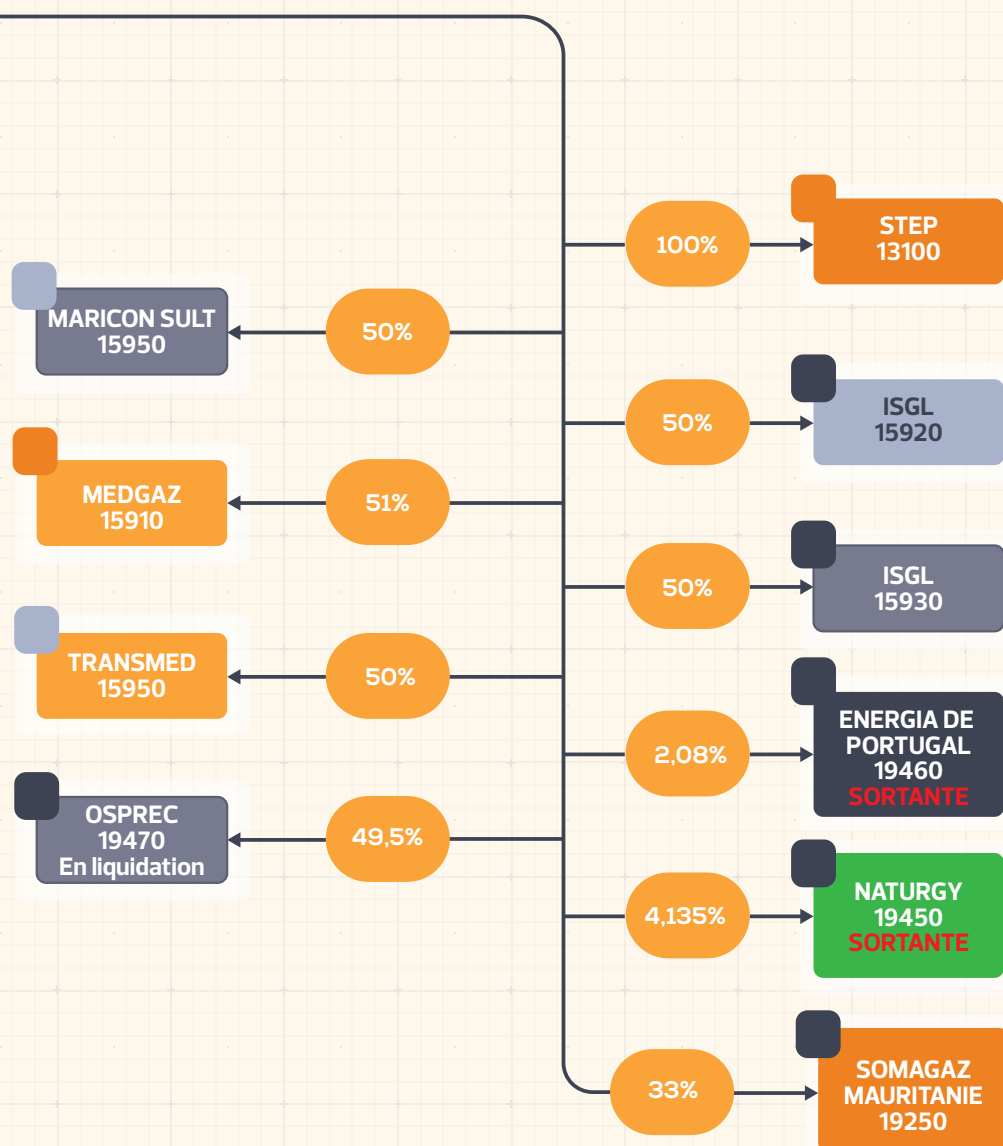 MARICON SULT
15950
50%
MEDGAZ
15910
51%
TRANSMED
15950
50%
OSPREC
19470
En liquidation
49,5%
100%
STEP
13100
50%
ISGL
15920
50%
ISGL
15930
2,08%
ENERGIA DE
PORTUGAL
19460
SORTANTE
4,135%
NATURGY
19450
SORTANTE
33%
SOMAGAZ
MAURITANIE
19250